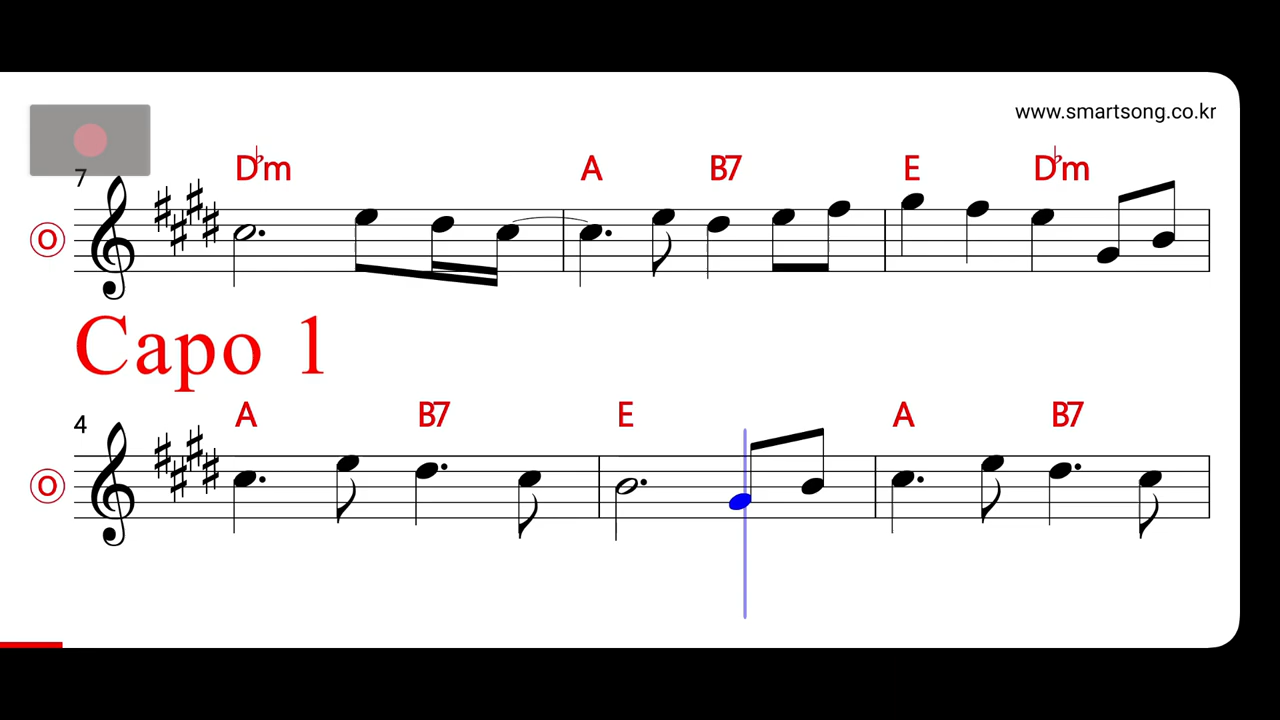 www.smartsong.co.kr
D♭m A B7 E D♭m
7
O
Capo 1
A B7 E A B7
4
O